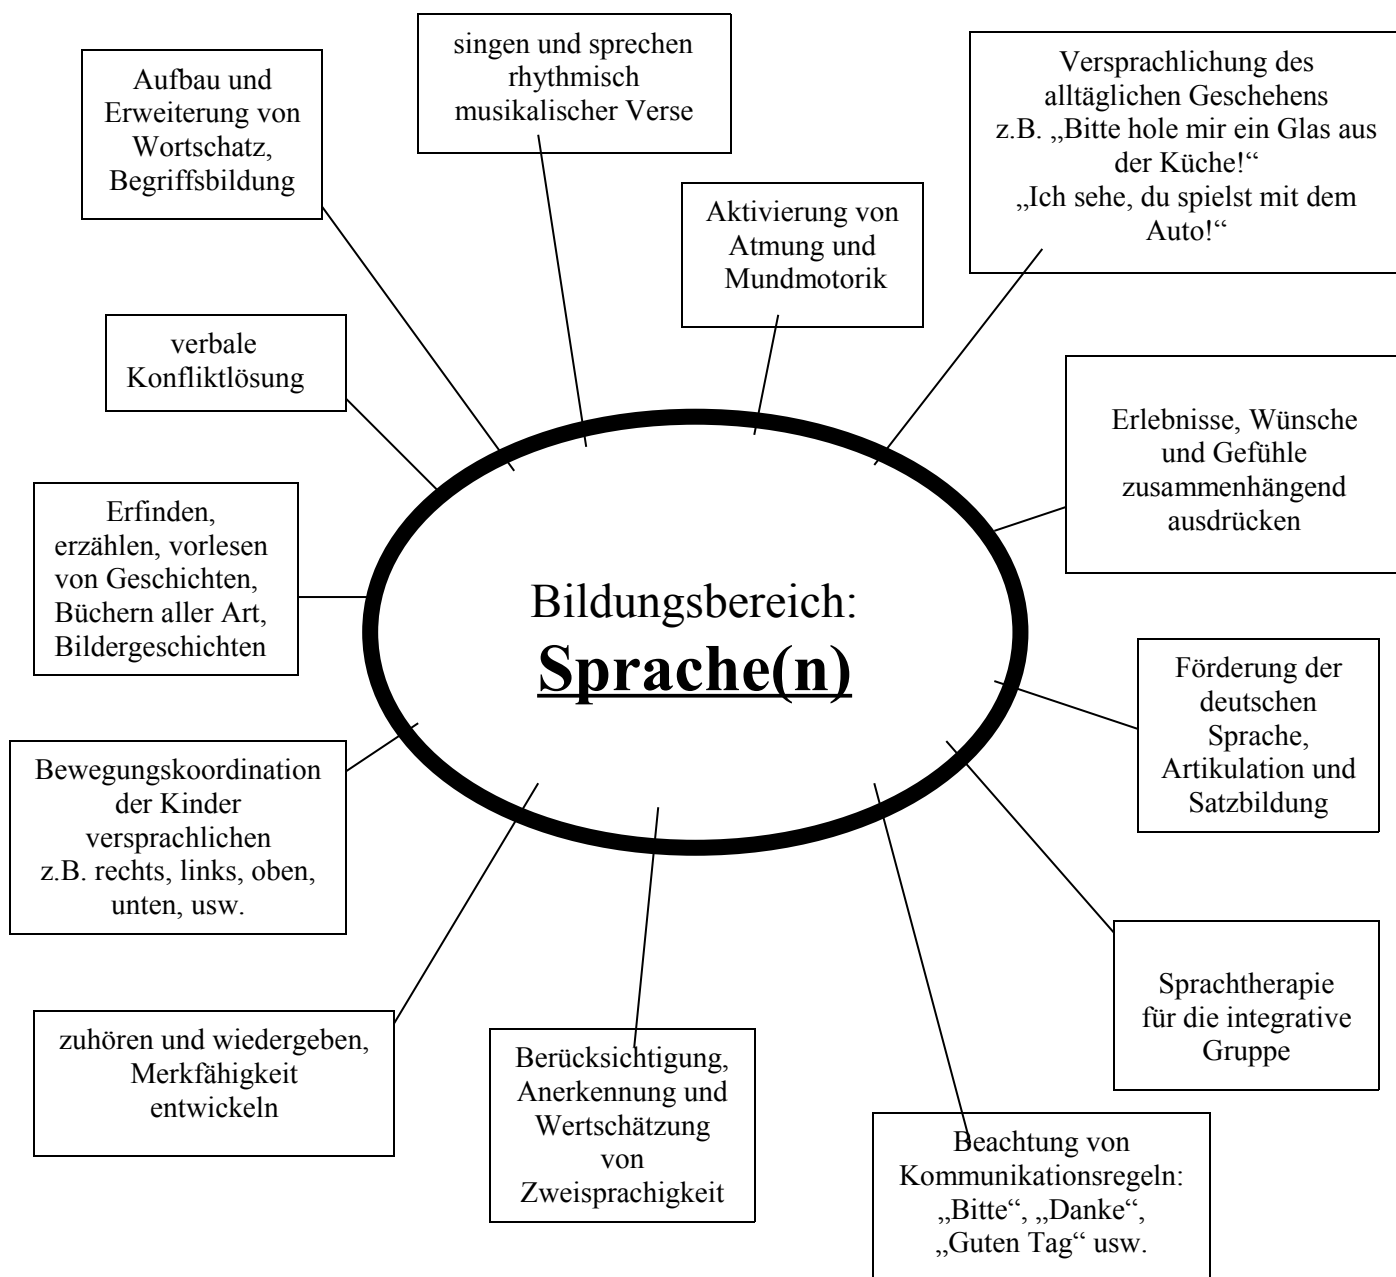 singen und sprechen
rhythmisch
musikalischer Verse
Aufbau und
Erweiterung von
Wortschatz,
Begriffsbildung
Versprachlichung des
alltäglichen Geschehens
z.B. „Bitte hole mir ein Glas aus
der Küche!“
„Ich sehe, du spielst mit dem
Auto!“
Aktivierung von
Atmung und
Mundmotorik
verbale
Konfliktlösung
Erlebnisse, Wünsche
und Gefühle
zusammenhängend
ausdrücken
Erfinden,
erzählen, vorlesen
von Geschichten,
Büchern aller Art,
Bildergeschichten
Bildungsbereich:
Sprache(n)
Förderung der
deutschen
Sprache,
Artikulation und
Satzbildung
Bewegungskoordination
der Kinder
versprachlichen
z.B. rechts, links, oben,
unten, usw.
Sprachtherapie
für die integrative
Gruppe
zuhören und wiedergeben,
Merkfähigkeit
entwickeln
Berücksichtigung,
Anerkennung und
Wertschätzung
von
Zweisprachigkeit
Beachtung von
Kommunikationsregeln:
„Bitte“, „Danke“,
„Guten Tag“ usw.